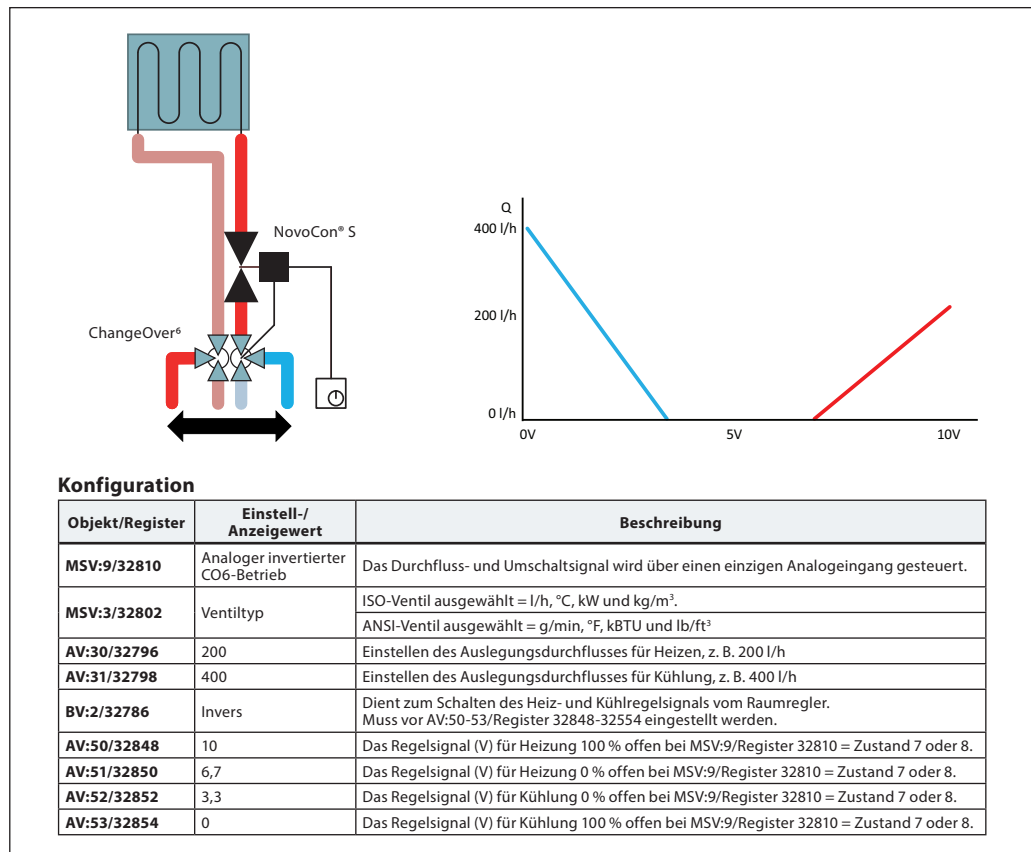 NovoCon® S
ChangeOver⁶
Q
400 l/h
200 l/h
0 l/h
0V
5V
10V
Konfiguration
Objekt/Register
Einstell-/
Anzeigewert
Beschreibung
MSV:9/32810
Analoger invertierter
CO6-Betrieb
Das Durchfluss- und Umschaltsignal wird über einen einzigen Analogeingang gesteuert.
MSV:3/32802
Ventiltyp
ISO-Ventil ausgewählt = l/h, °C, kW und kg/m³.
ANSI-Ventil ausgewählt = g/min, °F, kBTU und lb/ft³
AV:30/32796
200
Einstellen des Auslegungsdurchflusses für Heizen, z. B. 200 l/h
AV:31/32798
400
Einstellen des Auslegungsdurchflusses für Kühlung, z. B. 400 l/h
BV:2/32786
Invers
Dient zum Schalten des Heiz- und Kühlregelsignals vom Raumregler.
Muss vor AV:50-53/Register 32848-32554 eingestellt werden.
AV:50/32848
10
Das Regelsignal (V) für Heizung 100 % offen bei MSV:9/Register 32810 = Zustand 7 oder 8.
AV:51/32850
6,7
Das Regelsignal (V) für Heizung 0 % offen bei MSV:9/Register 32810 = Zustand 7 oder 8.
AV:52/32852
3,3
Das Regelsignal (V) für Kühlung 0 % offen bei MSV:9/Register 32810 = Zustand 7 oder 8.
AV:53/32854
0
Das Regelsignal (V) für Kühlung 100 % offen bei MSV:9/Register 32810 = Zustand 7 oder 8.